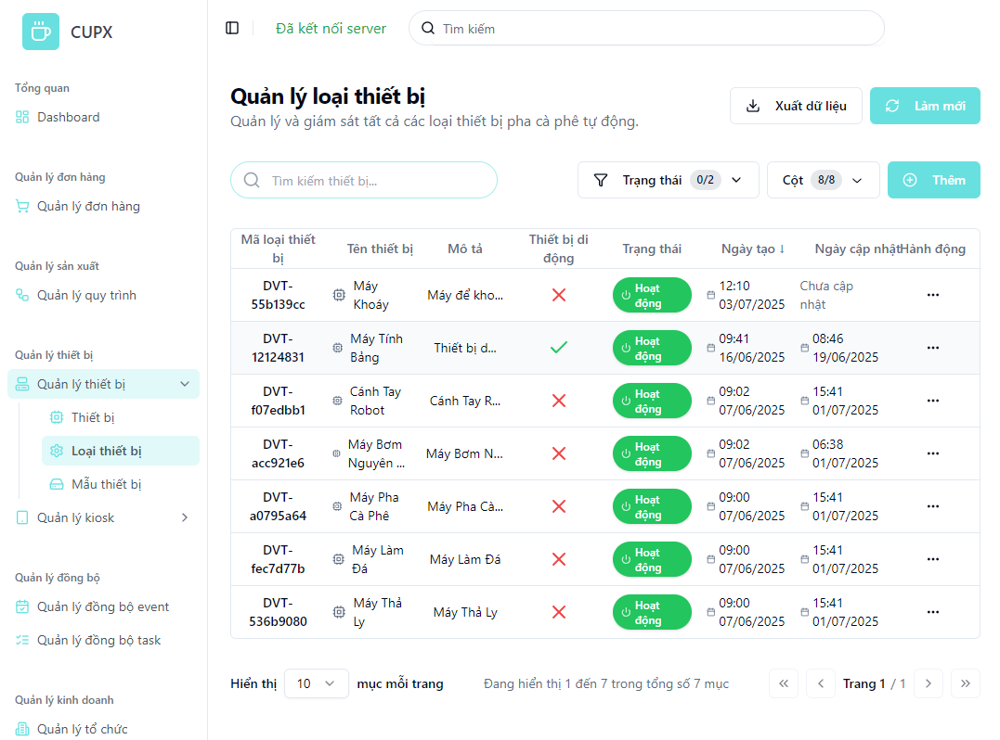 CUPX
Tổng quan
Dashboard
Quản lý đơn hàng
Quản lý đơn hàng
Quản lý sản xuất
Quản lý quy trình
Quản lý thiết bị
Quản lý thiết bị
Thiết bị
Loại thiết bị
Mẫu thiết bị
Quản lý kiosk
Quản lý đồng bộ
Quản lý đồng bộ event
Quản lý đồng bộ task
Quản lý kinh doanh
Quản lý tổ chức
Đã kết nối server
Tìm kiếm
Quản lý loại thiết bị
Quản lý và giám sát tất cả các loại thiết bị pha cà phê tự động.
Xuất dữ liệu
Làm mới
Tìm kiếm thiết bị...
Trạng thái 0/2
Cột 8/8
Thêm
Mã loại thiết
bị
Tên thiết bị
Mô tả
Thiết bị di
động
Trạng thái
Ngày tạo ↓
Ngày cập nhật
Hành động
DVT-
55b139cc
Máy
Khoáy
Máy để kho...
Hoạt
động
12:10
03/07/2025
Chưa cập
nhật
DVT-
12124831
Máy Tính
Bảng
Thiết bị d...
Hoạt
động
09:41
16/06/2025
08:46
19/06/2025
DVT-
f07edbb1
Cánh Tay
Robot
Cánh Tay R...
Hoạt
động
09:02
07/06/2025
15:41
01/07/2025
DVT-
acc921e6
Máy Bơm
Nguyên ...
Máy Bơm N...
Hoạt
động
09:02
07/06/2025
06:38
01/07/2025
DVT-
a0795a64
Máy Pha
Cà Phê
Máy Pha Cà...
Hoạt
động
09:00
07/06/2025
15:41
01/07/2025
DVT-
fec7d77b
Máy Làm
Đá
Máy Làm Đá
Hoạt
động
09:00
07/06/2025
15:41
01/07/2025
DVT-
536b9080
Máy Thả
Ly
Máy Thả Ly
Hoạt
động
09:00
07/06/2025
15:41
01/07/2025
Hiển thị 10 mục mỗi trang
Đang hiển thị 1 đến 7 trong tổng số 7 mục
Trang 1 / 1